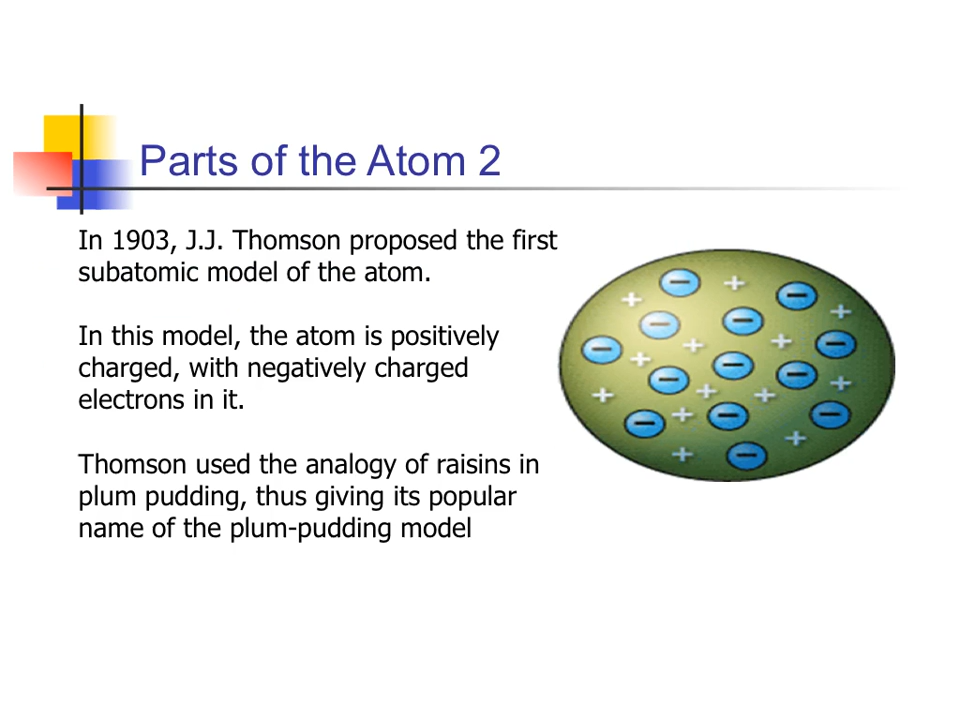 Parts of the Atom 2
In 1903, J.J. Thomson proposed the first
subatomic model of the atom.
In this model, the atom is positively
charged, with negatively charged
electrons in it.
Thomson used the analogy of raisins in
plum pudding, thus giving its popular
name of the plum-pudding model